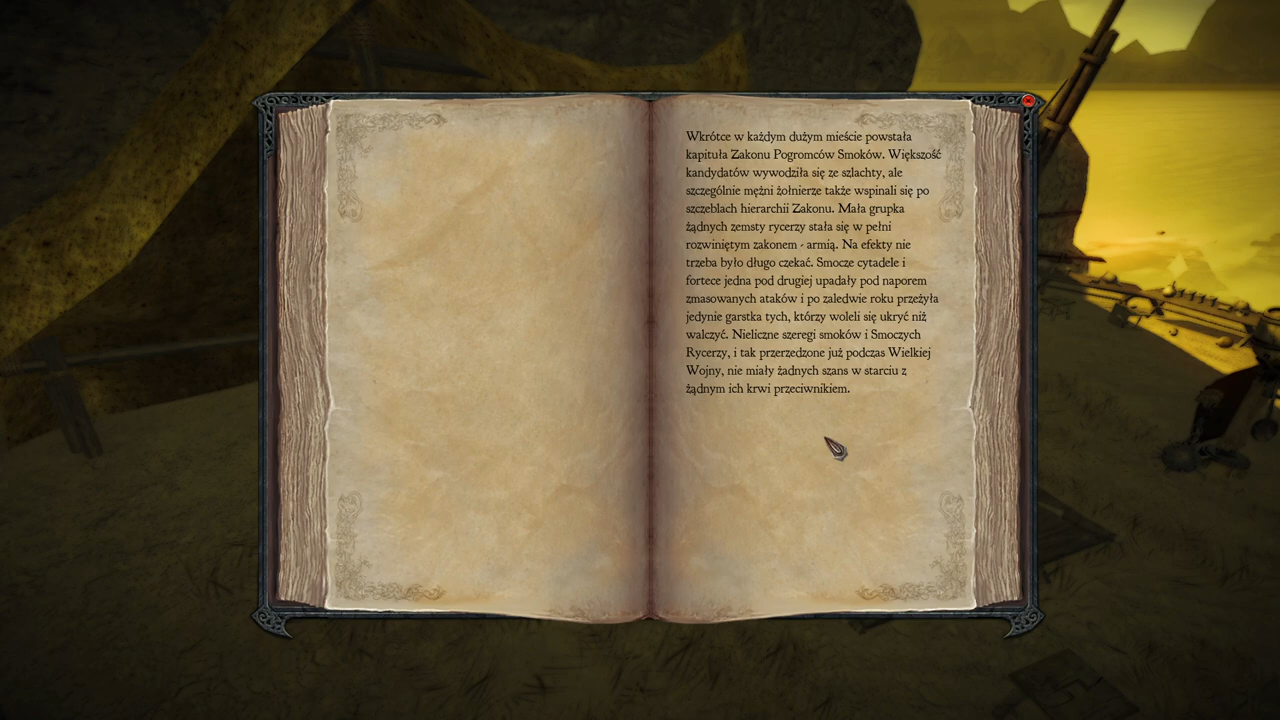 Wkrótce w każdym dużym mieście powstała
kapituła Zakonu Pogromców Smoków. Większość
kandydatów wywodziła się ze szlachty, ale
szczególnie mężni żołnierze także wspinali się po
szczeblach hierarchii Zakonu. Mała grupka
żądnych zemsty rycerzy stała się w pełni
rozwiniętym zakonem - armią. Na efekty nie
trzeba było długo czekać. Smocze cytadele i
fortece jedna pod drugiej upadały pod naporem
zmasowanych ataków i po zaledwie roku przeżyła
jedynie garstka tych, którzy woleli się ukryć niż
walczyć. Nieliczne szeregi smoków i Smoczych
Rycerzy, i tak przerzedzone już podczas Wielkiej
Wojny, nie miały żadnych szans w starciu z
żądnym ich krwi przeciwnikiem.